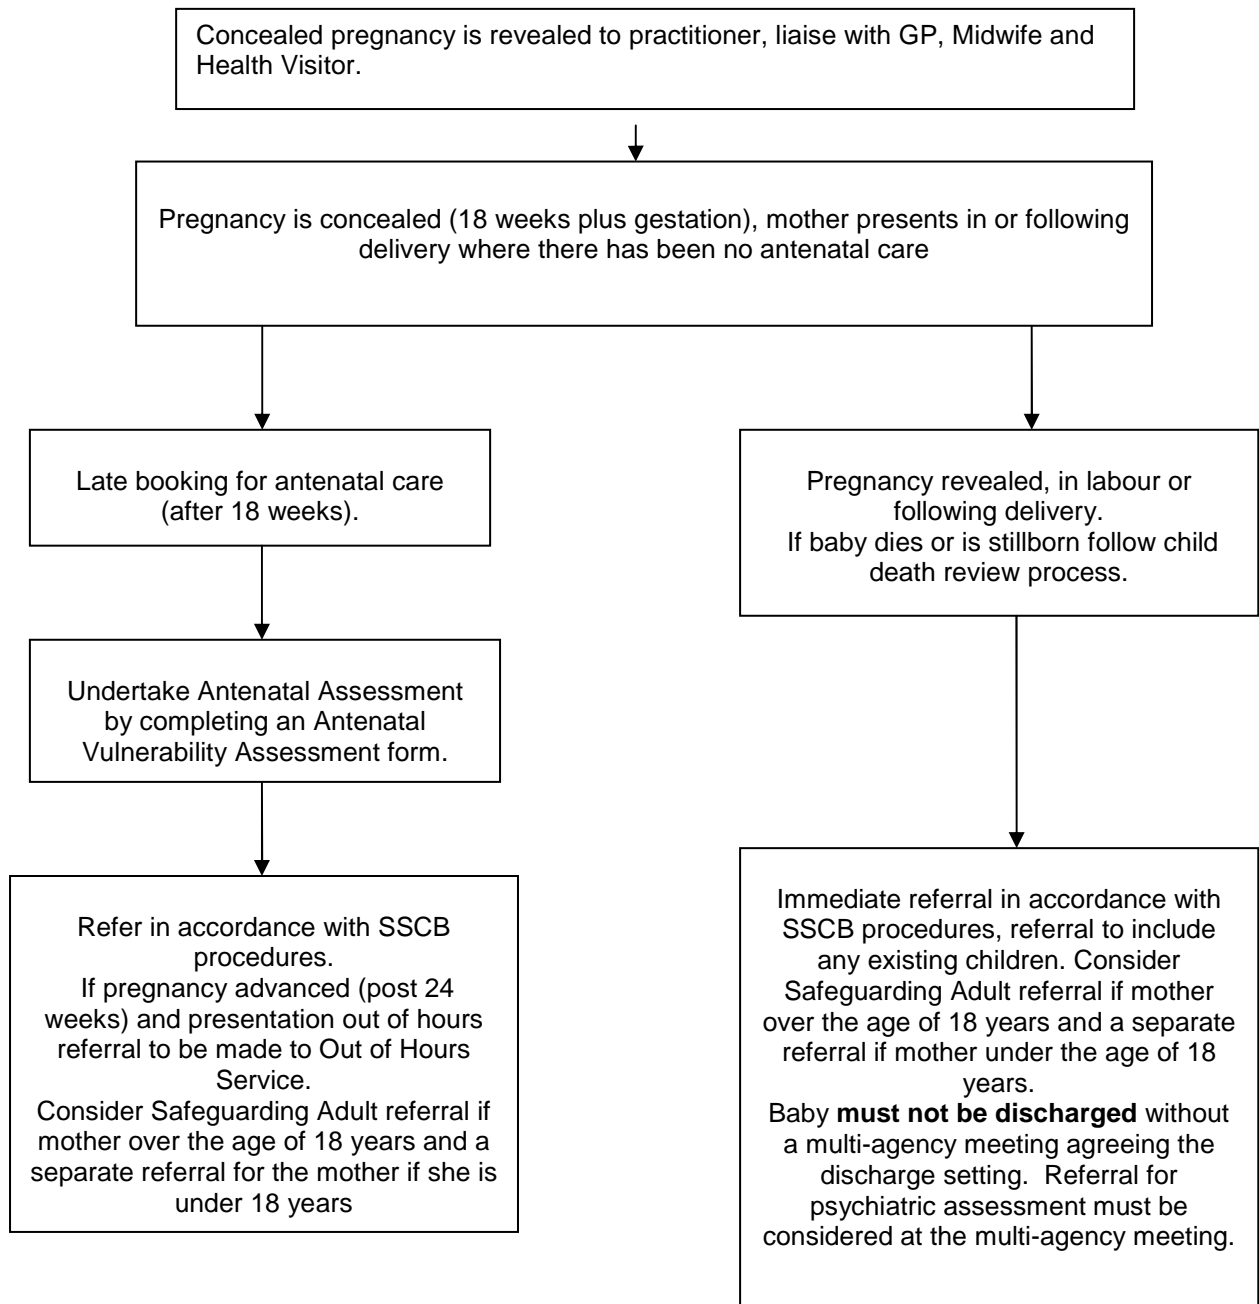 Concealed pregnancy is revealed to practitioner, liaise with GP, Midwife and
Health Visitor.
Pregnancy is concealed (18 weeks plus gestation), mother presents in or following
delivery where there has been no antenatal care
Late booking for antenatal care
(after 18 weeks).
Undertake Antenatal Assessment
by completing an Antenatal
Vulnerability Assessment form.
Refer in accordance with SSCB
procedures.
If pregnancy advanced (post 24
weeks) and presentation out of hours
referral to be made to Out of Hours
Service.
Consider Safeguarding Adult referral if
mother over the age of 18 years and a
separate referral for the mother if she is
under 18 years
Pregnancy revealed, in labour or
following delivery.
If baby dies or is stillborn follow child
death review process.
Immediate referral in accordance with
SSCB procedures, referral to include
any existing children. Consider
Safeguarding Adult referral if mother
over the age of 18 years and a separate
referral if mother under the age of 18
years.
Baby must not be discharged without
a multi-agency meeting agreeing the
discharge setting.  Referral for
psychiatric assessment must be
considered at the multi-agency meeting.